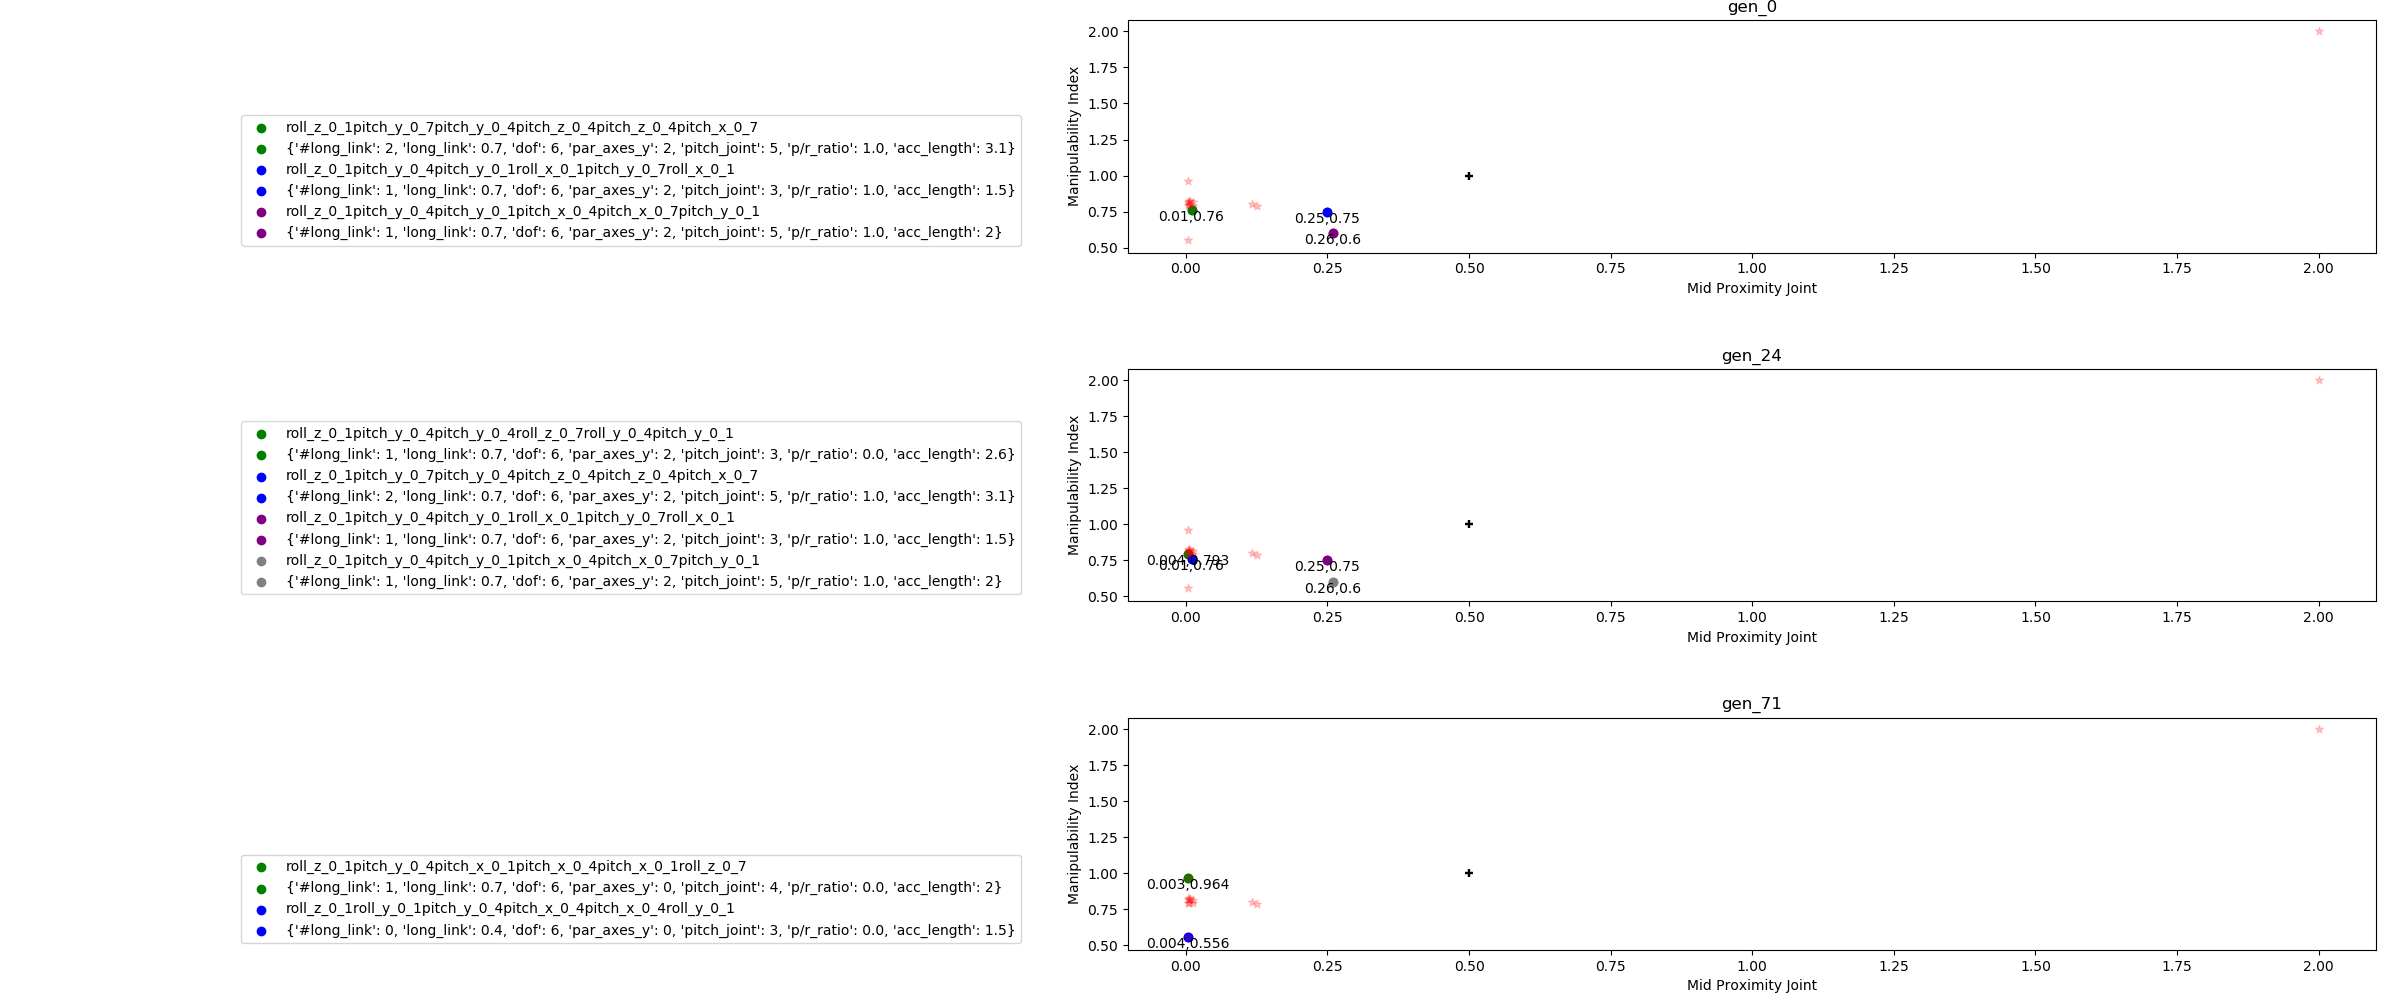 gen_0
roll_z_0_1pitch_y_0_7pitch_y_0_4pitch_z_0_4pitch_z_0_4pitch_x_0_7
{'#long_link': 2, 'long_link': 0.7, 'dof': 6, 'par_axes_y': 2, 'pitch_joint': 5, 'p/r_ratio': 1.0, 'acc_length': 3.1}
roll_z_0_1pitch_y_0_4pitch_y_0_1roll_x_0_1pitch_y_0_7roll_x_0_1
{'#long_link': 1, 'long_link': 0.7, 'dof': 6, 'par_axes_y': 2, 'pitch_joint': 3, 'p/r_ratio': 1.0, 'acc_length': 1.5}
roll_z_0_1pitch_y_0_4pitch_y_0_1pitch_x_0_4pitch_x_0_7pitch_y_0_1
{'#long_link': 1, 'long_link': 0.7, 'dof': 6, 'par_axes_y': 2, 'pitch_joint': 5, 'p/r_ratio': 1.0, 'acc_length': 2}
Manipulability Index
2.00
1.75
1.50
1.25
1.00
0.75
0.50
0.01,0.76
0.25,0.75
0.26,0.6
0.00 0.25 0.50 0.75 1.00 1.25 1.50 1.75 2.00
Mid Proximity Joint
gen_24
roll_z_0_1pitch_y_0_4pitch_y_0_4roll_z_0_7roll_y_0_4pitch_y_0_1
{'#long_link': 1, 'long_link': 0.7, 'dof': 6, 'par_axes_y': 2, 'pitch_joint': 3, 'p/r_ratio': 0.0, 'acc_length': 2.6}
roll_z_0_1pitch_y_0_7pitch_y_0_4pitch_z_0_4pitch_z_0_4pitch_x_0_7
{'#long_link': 2, 'long_link': 0.7, 'dof': 6, 'par_axes_y': 2, 'pitch_joint': 5, 'p/r_ratio': 1.0, 'acc_length': 3.1}
roll_z_0_1pitch_y_0_4pitch_y_0_1roll_x_0_1pitch_y_0_7roll_x_0_1
{'#long_link': 1, 'long_link': 0.7, 'dof': 6, 'par_axes_y': 2, 'pitch_joint': 3, 'p/r_ratio': 1.0, 'acc_length': 1.5}
roll_z_0_1pitch_y_0_4pitch_y_0_1pitch_x_0_4pitch_x_0_7pitch_y_0_1
{'#long_link': 1, 'long_link': 0.7, 'dof': 6, 'par_axes_y': 2, 'pitch_joint': 5, 'p/r_ratio': 1.0, 'acc_length': 2}
Manipulability Index
2.00
1.75
1.50
1.25
1.00
0.75
0.50
0.004,0.793
0.01,0.76
0.25,0.75
0.26,0.6
0.00 0.25 0.50 0.75 1.00 1.25 1.50 1.75 2.00
Mid Proximity Joint
gen_71
roll_z_0_1pitch_y_0_4pitch_x_0_1pitch_x_0_4pitch_x_0_1roll_z_0_7
{'#long_link': 1, 'long_link': 0.7, 'dof': 6, 'par_axes_y': 0, 'pitch_joint': 4, 'p/r_ratio': 0.0, 'acc_length': 2}
roll_z_0_1roll_y_0_1pitch_y_0_4pitch_x_0_4pitch_x_0_4roll_y_0_1
{'#long_link': 0, 'long_link': 0.4, 'dof': 6, 'par_axes_y': 0, 'pitch_joint': 3, 'p/r_ratio': 0.0, 'acc_length': 1.5}
Manipulability Index
2.00
1.75
1.50
1.25
1.00
0.75
0.50
0.003,0.964
0.004,0.556
0.00 0.25 0.50 0.75 1.00 1.25 1.50 1.75 2.00
Mid Proximity Joint